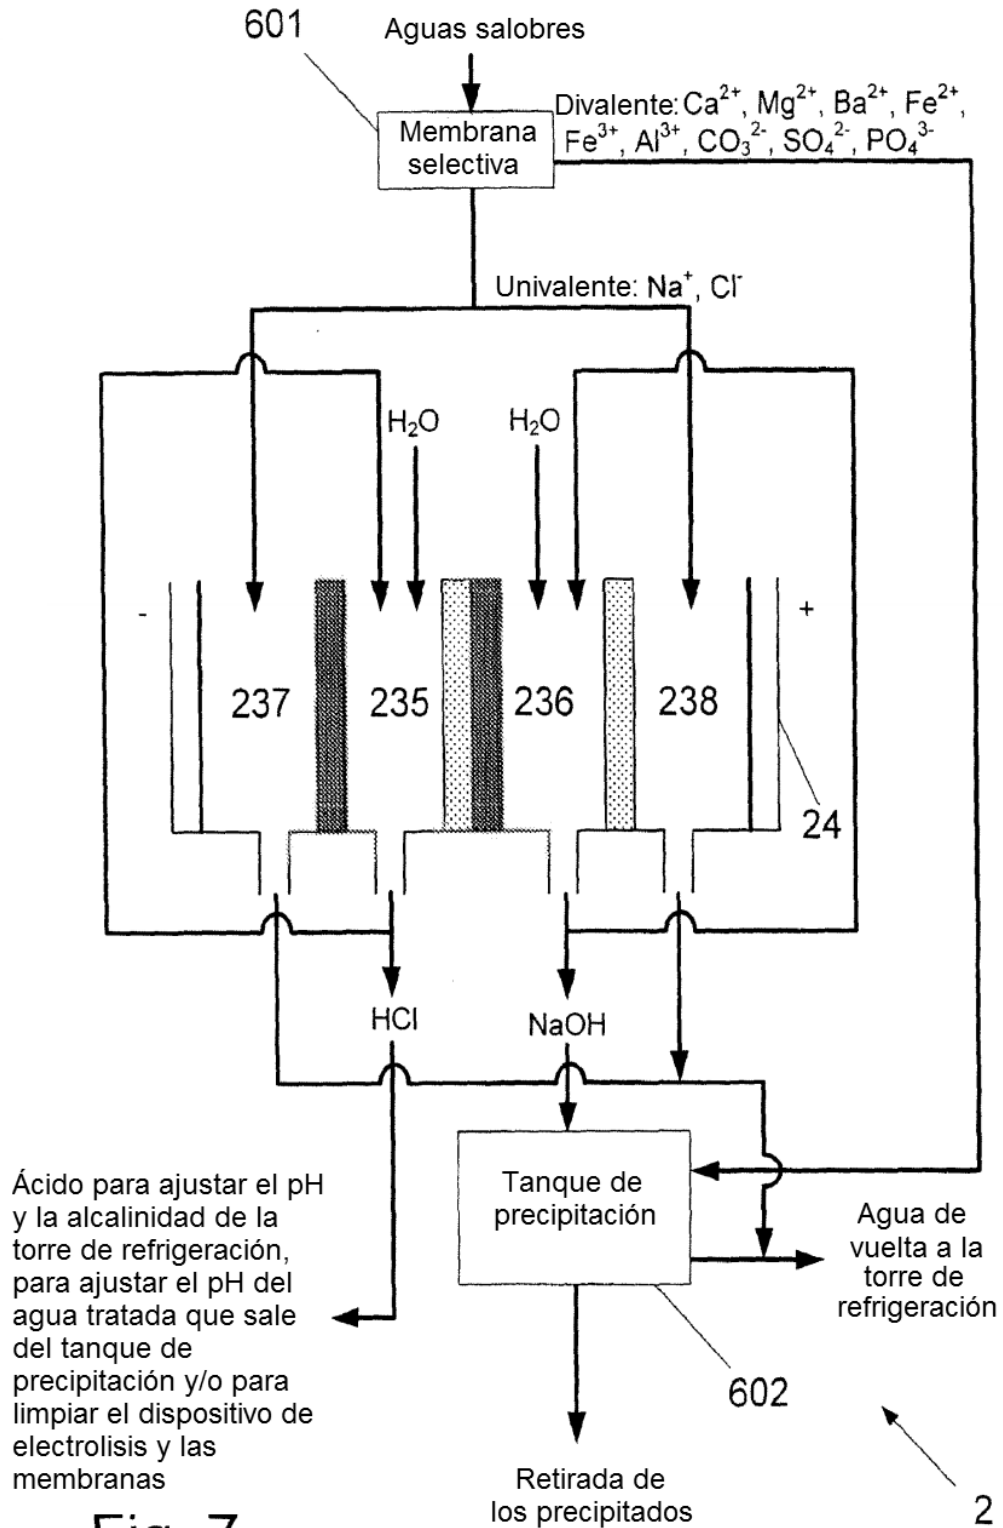 601
Aguas salobres
Membrana
selectiva
Divalente: Ca²⁺, Mg²⁺, Ba²⁺, Fe²⁺,
Fe³⁺, Al³⁺, CO₃²⁻, SO₄²⁻, PO₄³⁻
Univalente: Na⁺, Cl⁻
H₂O
H₂O
-
+
237
235
236
238
24
HCl
NaOH
Tanque de
precipitación
Ácido para ajustar el pH
y la alcalinidad de la
torre de refrigeración,
para ajustar el pH del
agua tratada que sale
del tanque de
precipitación y/o para
limpiar el dispositivo de
electrolisis y las
membranas
Agua de
vuelta a la
torre de
refrigeración
602
Retirada de
los precipitados
2
Fig. 7